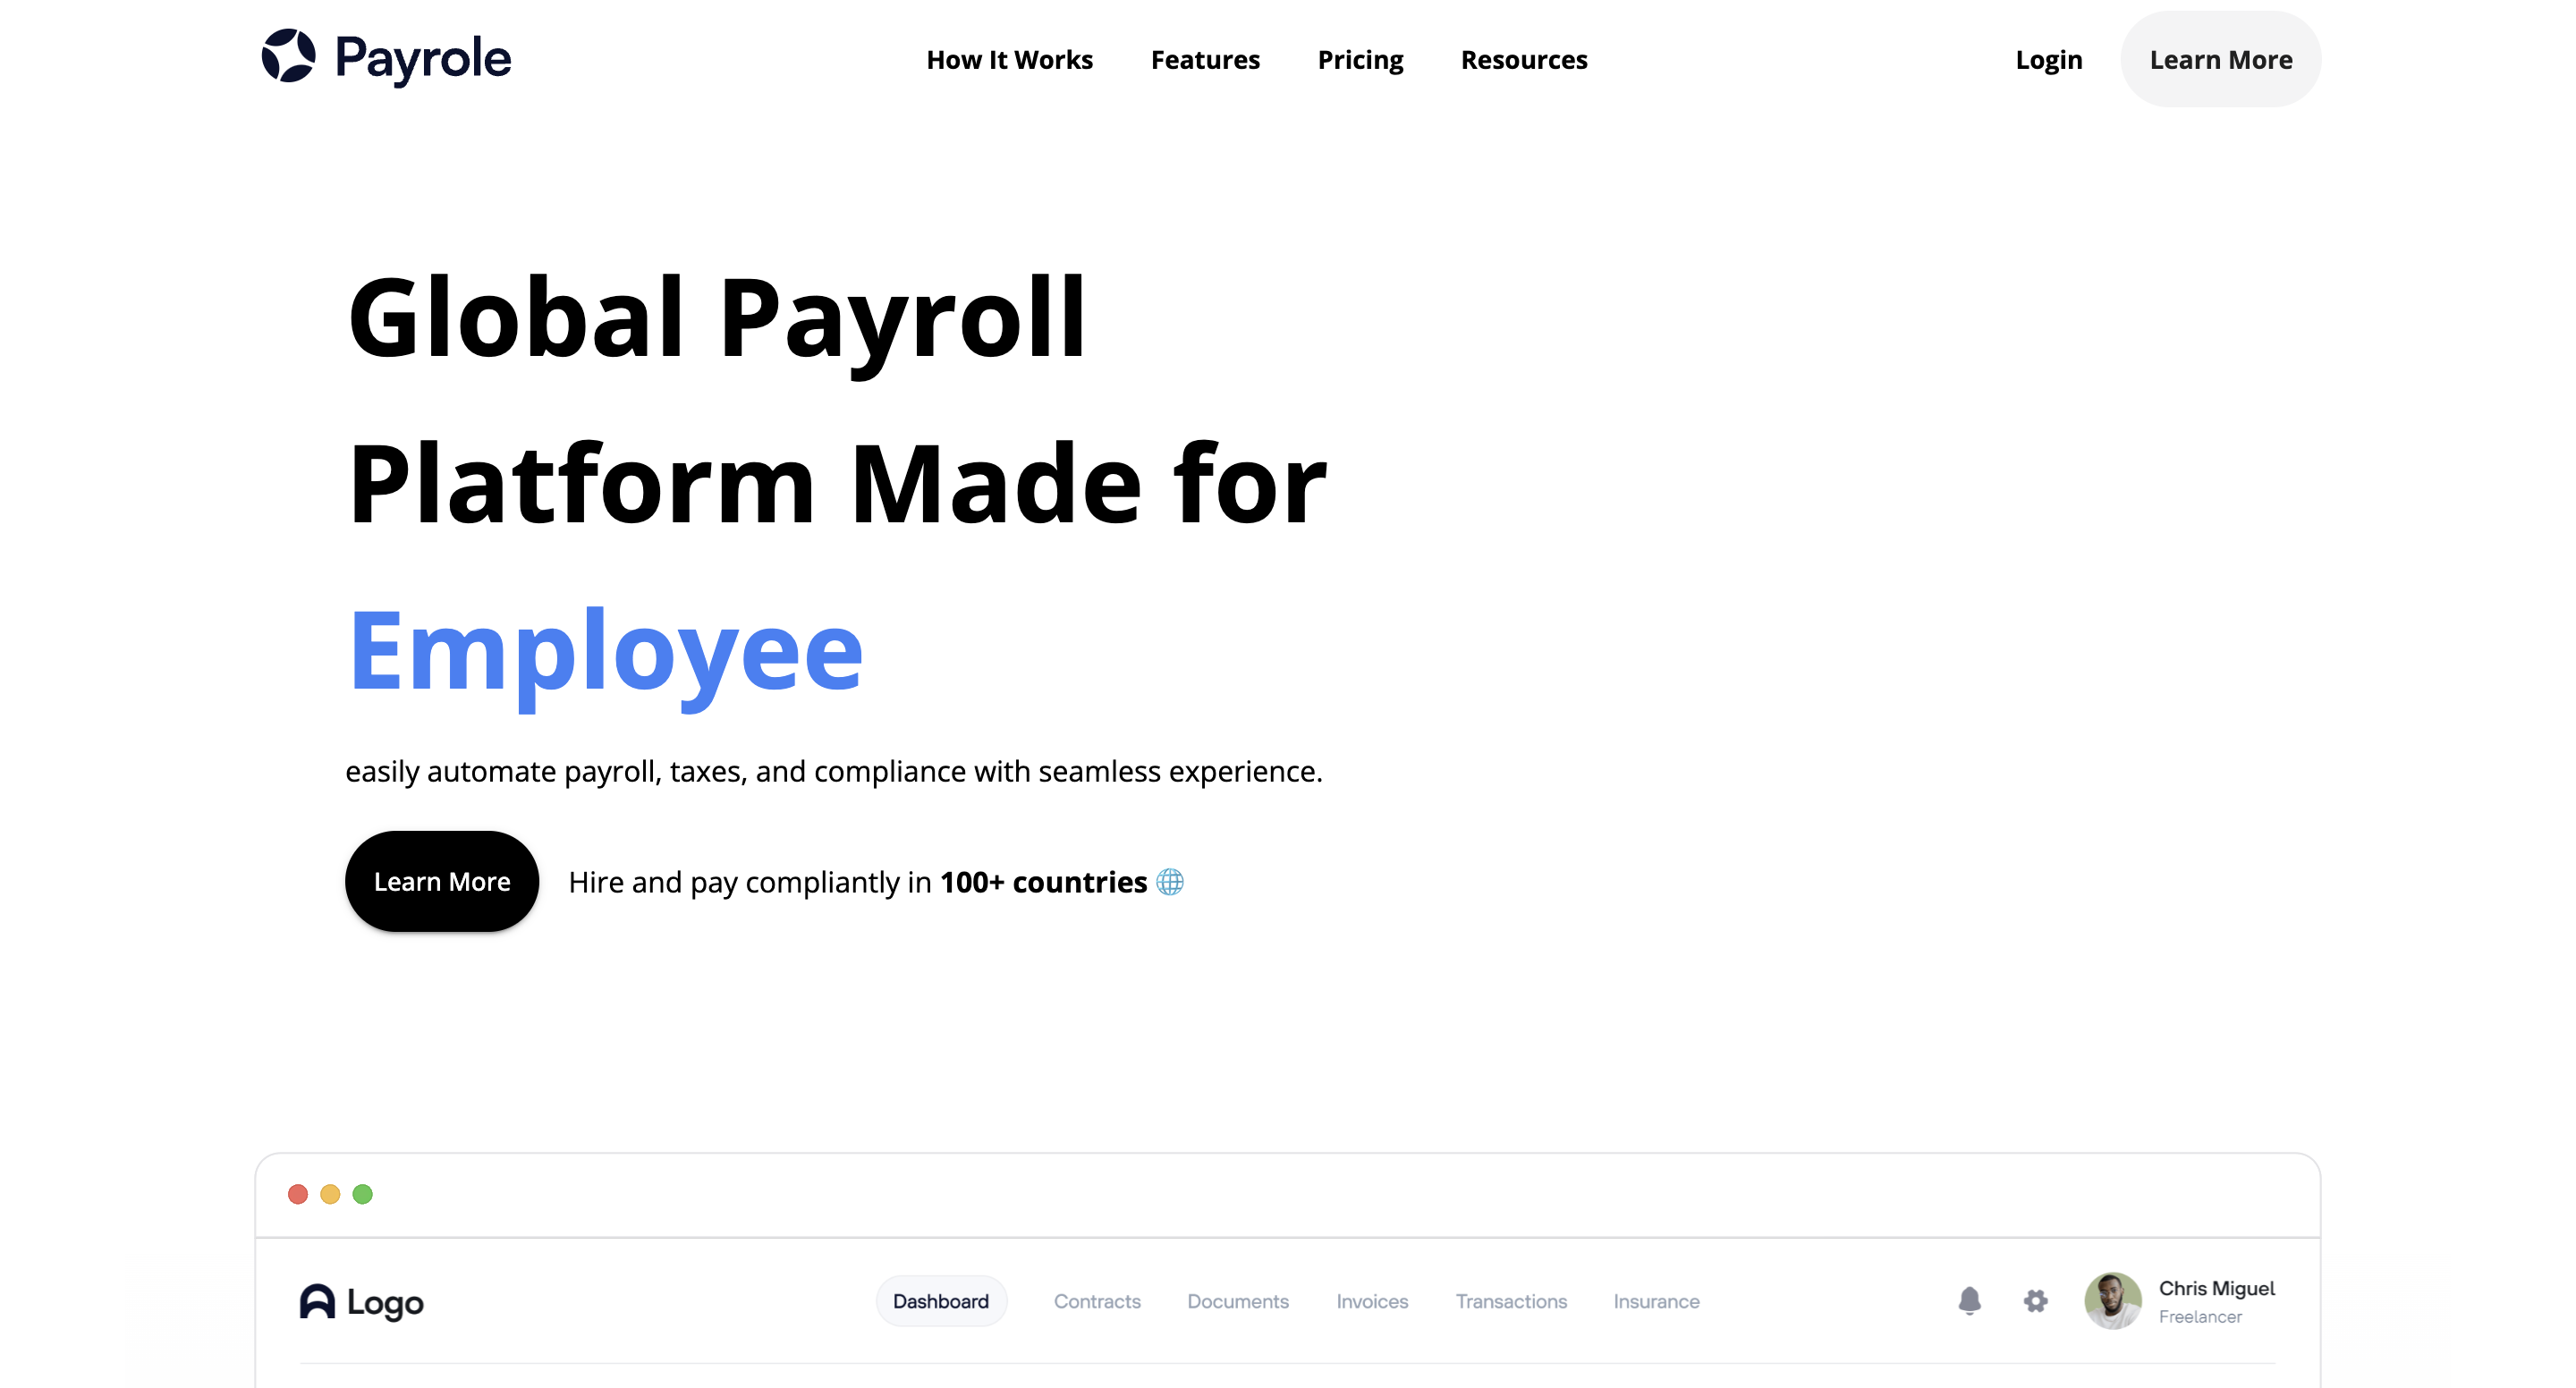 Payrole
How It Works Features Pricing Resources
Login Learn More
Global Payroll
Platform Made for
Employee
easily automate payroll, taxes, and compliance with seamless experience.
Learn More
Hire and pay compliantly in 100+ countries 🌐
Logo
Dashboard Contracts Documents Invoices Transactions Insurance
Chris Miguel
Freelancer